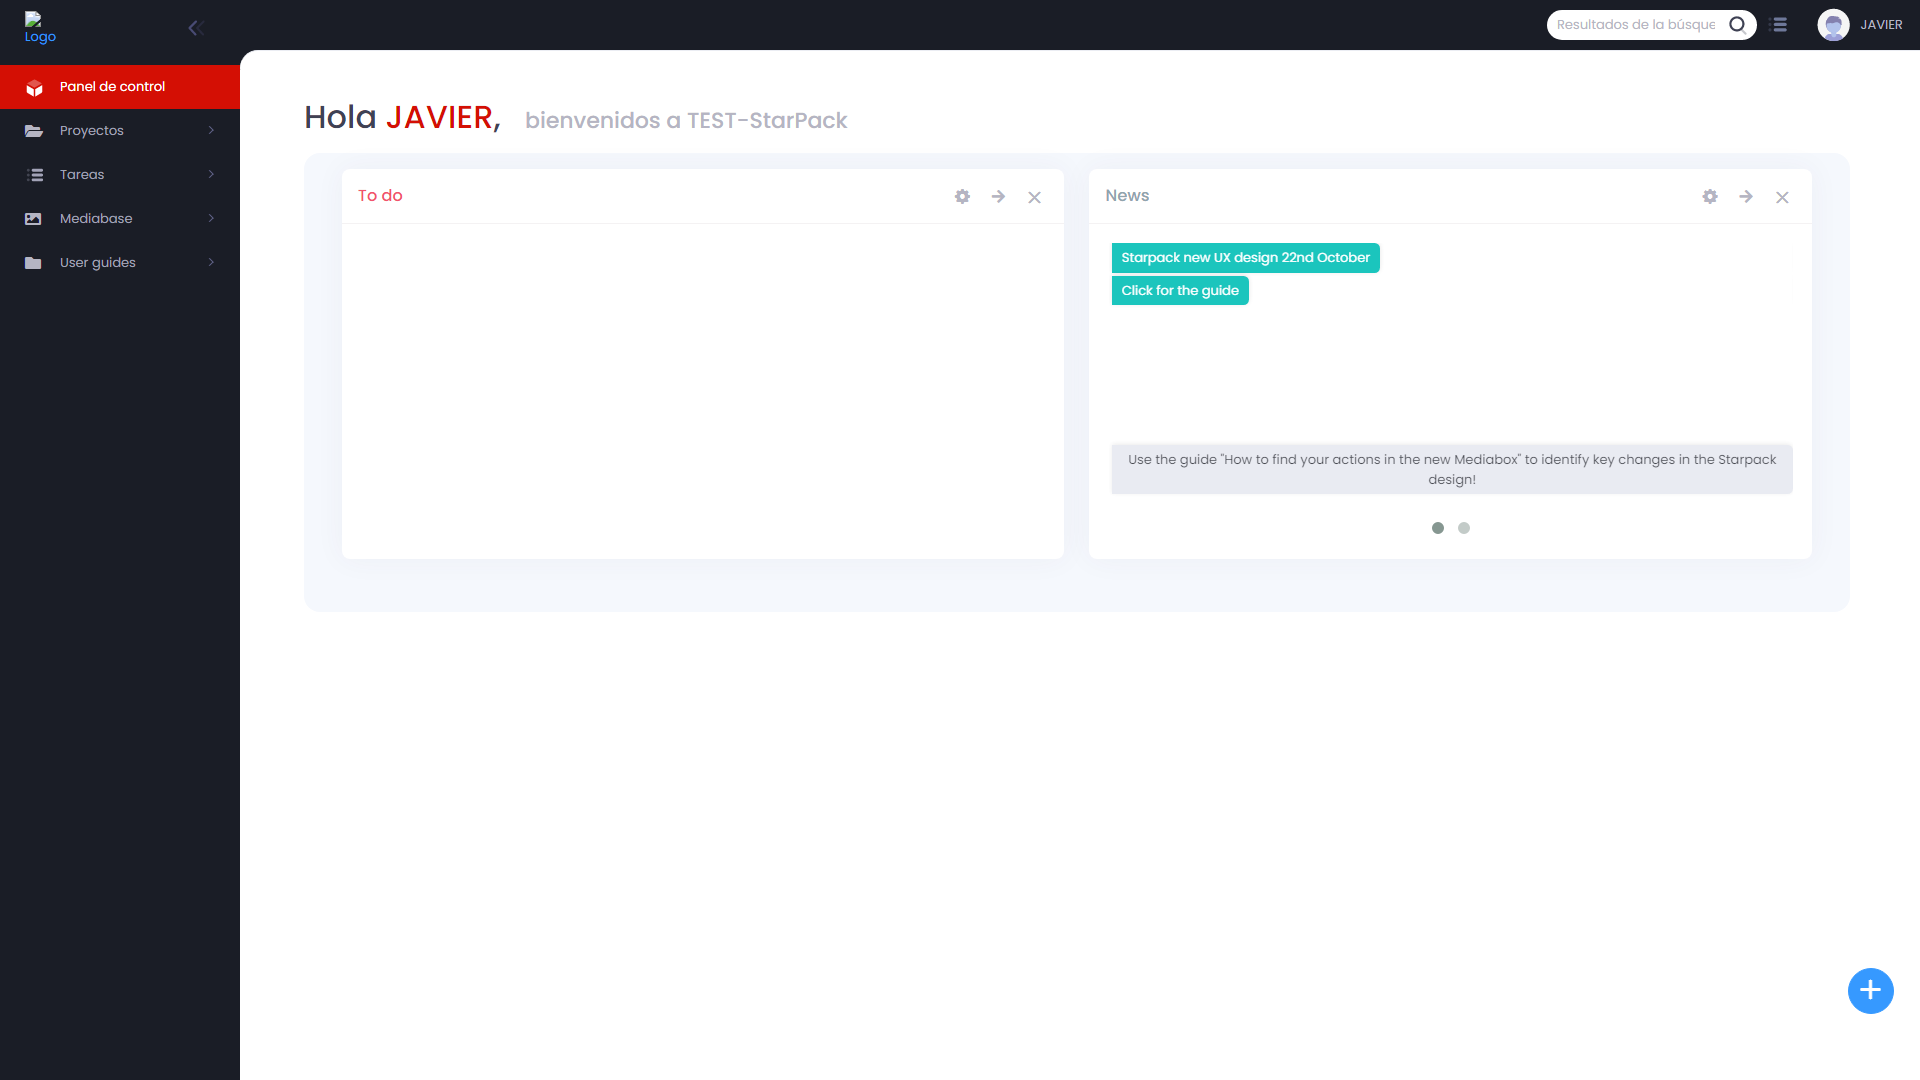 Logo
Resultados de la búsque
JAVIER
Panel de control
Proyectos
Tareas
Mediabase
User guides
Hola JAVIER, bienvenidos a TEST-StarPack
To do
News
Starpack new UX design 22nd October
Click for the guide
Use the guide "How to find your actions in the new Mediabox" to identify key changes in the Starpack
design!